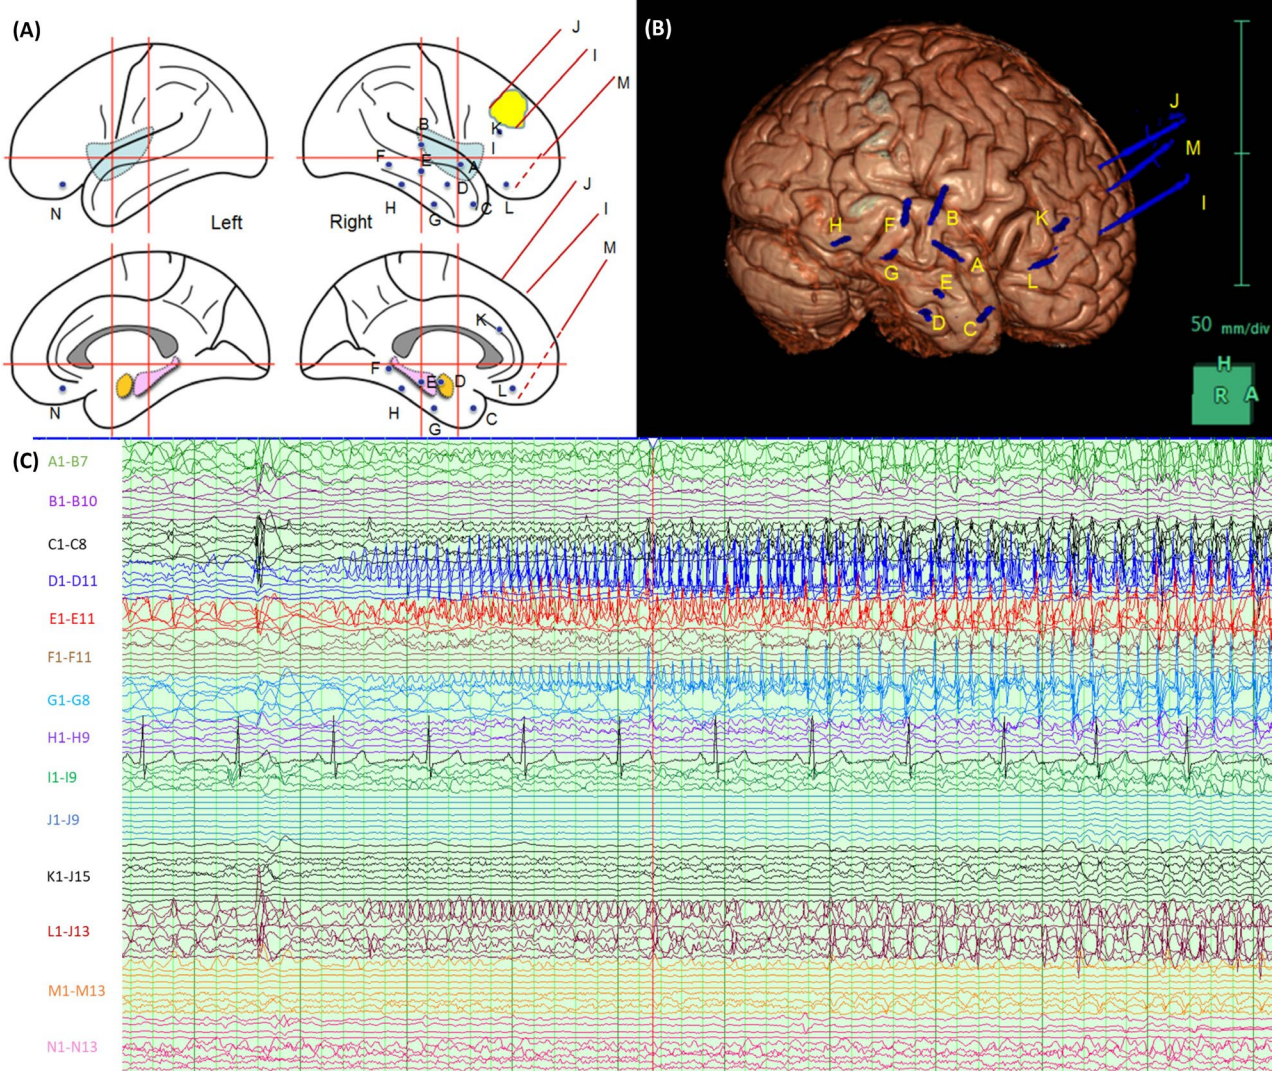 (A)
J
I
M
K
I
B
F
E
A
D
H
C
L
G
N
Left
Right
J
I
M
K
F
E
D
L
H
C
G
N
(B)
J
M
I
K
H
F
B
G
A
L
E
D
C
50 mm/div
H
R A
(C)
A1-B7
B1-B10
C1-C8
D1-D11
E1-E11
F1-F11
G1-G8
H1-H9
I1-I9
J1-J9
K1-J15
L1-J13
M1-M13
N1-N13